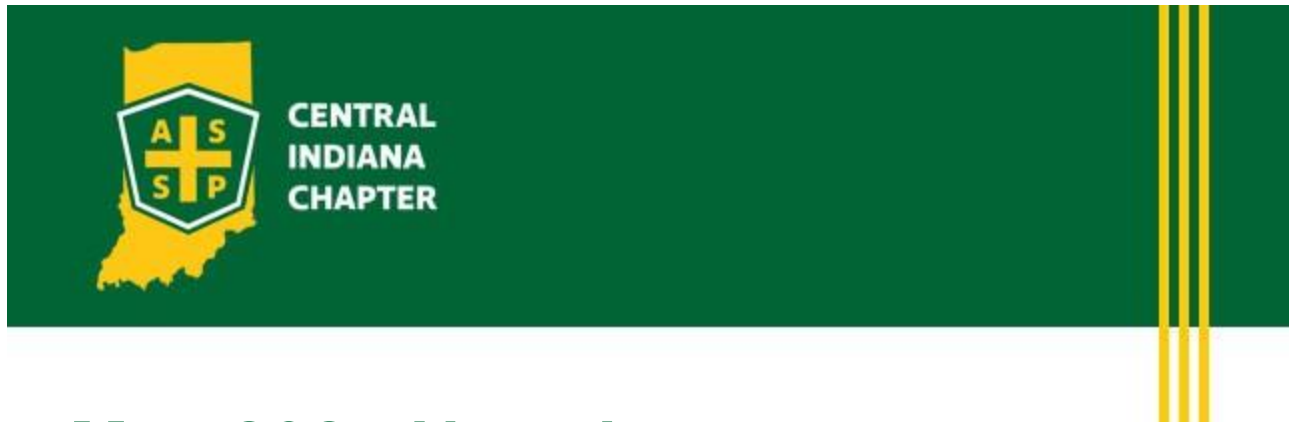 A S
S P
CENTRAL
INDIANA
CHAPTER